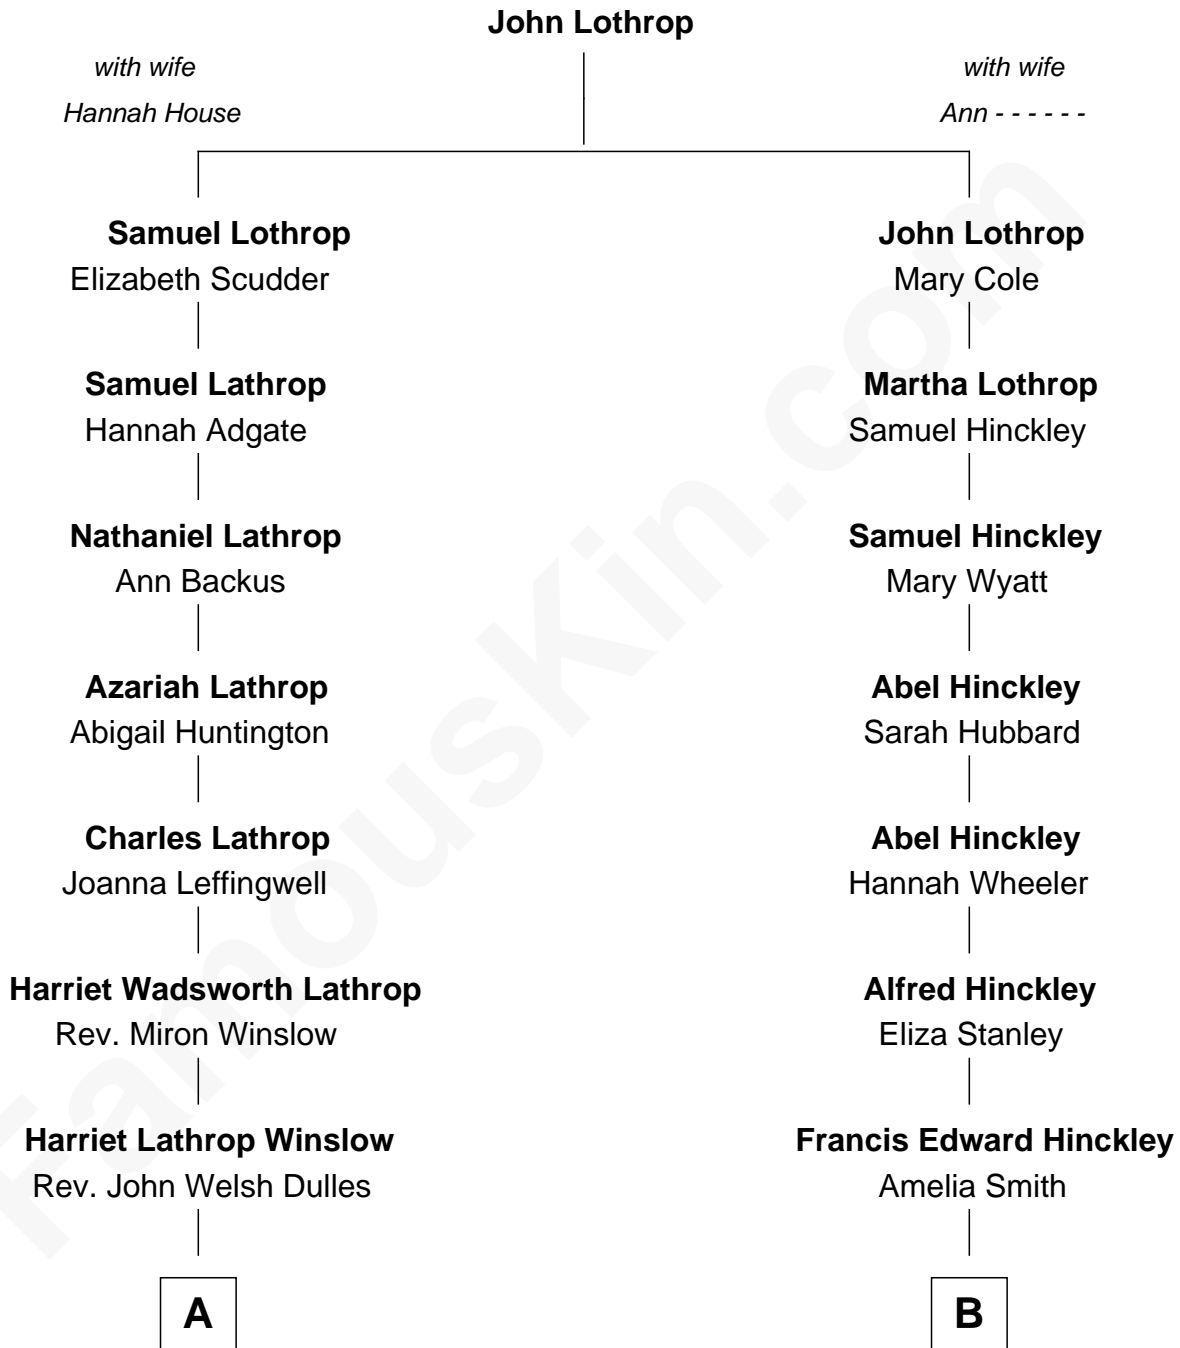 John Lothrop
with wife
Hannah House
with wife
Ann - - - - - -
Samuel Lothrop
Elizabeth Scudder
John Lothrop
Mary Cole
Samuel Lathrop
Hannah Adgate
Martha Lothrop
Samuel Hinckley
Nathaniel Lathrop
Ann Backus
Samuel Hinckley
Mary Wyatt
Azariah Lathrop
Abigail Huntington
Abel Hinckley
Sarah Hubbard
Charles Lathrop
Joanna Leffingwell
Abel Hinckley
Hannah Wheeler
Harriet Wadsworth Lathrop
Rev. Miron Winslow
Alfred Hinckley
Eliza Stanley
Harriet Lathrop Winslow
Rev. John Welsh Dulles
Francis Edward Hinckley
Amelia Smith
A
B
FamousKin.com